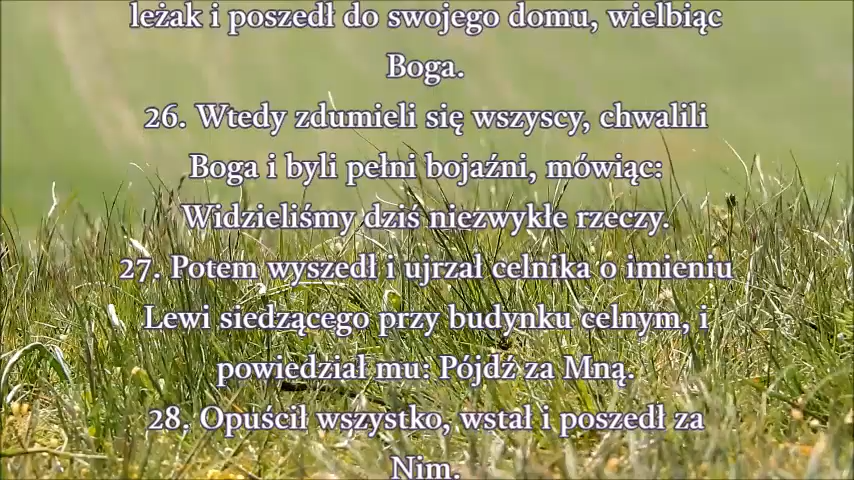 leżak i poszedł do swojego domu, wielbiąc
Boga.
26. Wtedy zdumieli się wszyscy, chwalili
Boga i byli pełni bojaźni, mówiąc:
Widzieliśmy dziś niezwykłe rzeczy.
27. Potem wyszedł i ujrzał celnika o imieniu
Lewi siedzącego przy budynku celnym, i
powiedział mu: Pójdź za Mną.
28. Opuścił wszystko, wstał i poszedł za
Nim.